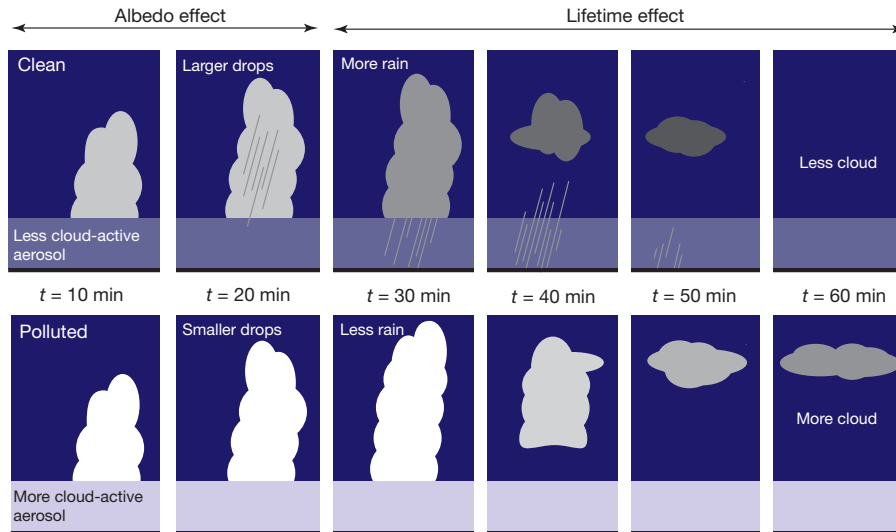 Albedo effect
Lifetime effect
Clean
Larger drops
More rain
Less cloud
Less cloud-active
aerosol
t = 10 min
t = 20 min
t = 30 min
t = 40 min
t = 50 min
t = 60 min
Polluted
Smaller drops
Less rain
More cloud
More cloud-active
aerosol